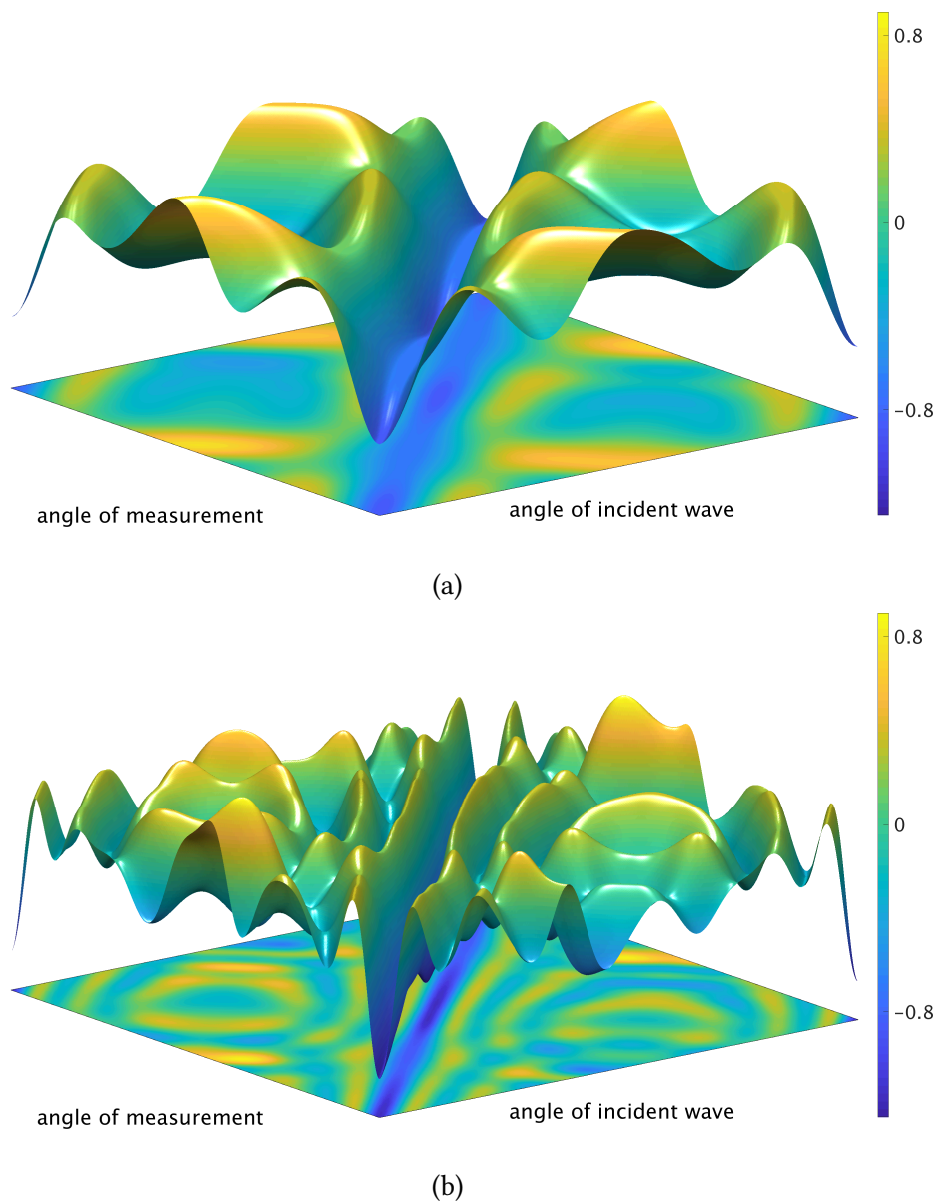 0.8
0
−0.8
angle of measurement
angle of incident wave
(a)
0.8
0
−0.8
angle of measurement
angle of incident wave
(b)